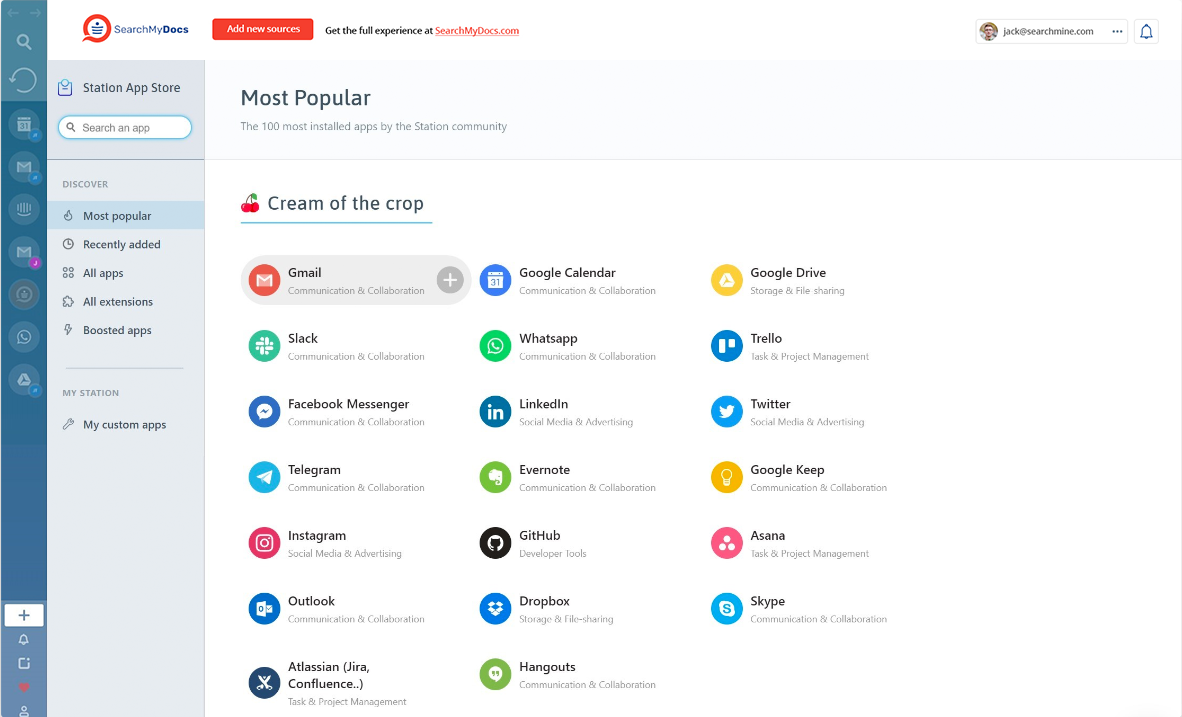 SearchMyDocs
Add new sources
Get the full experience at SearchMyDocs.com
jack@searchmine.com
Station App Store
Search an app
DISCOVER
Most popular
Recently added
All apps
All extensions
Boosted apps
MY STATION
My custom apps
31
J
Most Popular
The 100 most installed apps by the Station community
Cream of the crop
Gmail
Communication & Collaboration
31
Google Calendar
Communication & Collaboration
Google Drive
Storage & File-sharing
Slack
Communication & Collaboration
Whatsapp
Communication & Collaboration
Trello
Task & Project Management
Facebook Messenger
Communication & Collaboration
in
LinkedIn
Social Media & Advertising
Twitter
Social Media & Advertising
Telegram
Communication & Collaboration
Evernote
Communication & Collaboration
Google Keep
Communication & Collaboration
Instagram
Social Media & Advertising
GitHub
Developer Tools
Asana
Task & Project Management
Outlook
Communication & Collaboration
Dropbox
Storage & File-sharing
Skype
Communication & Collaboration
Atlassian (Jira,
Confluence..)
Task & Project Management
Hangouts
Communication & Collaboration